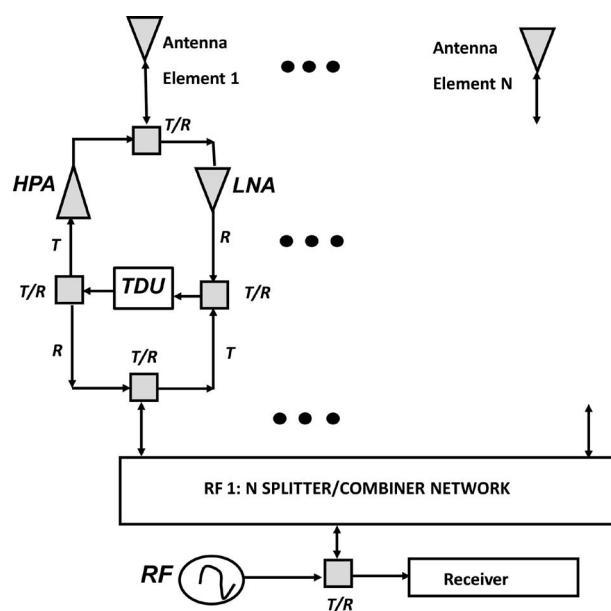 Antenna
Element 1
Antenna
Element N
T/R
HPA
LNA
T
R
T/R
TDU
T/R
R
T/R
T
RF 1: N SPLITTER/COMBINER NETWORK
RF
Receiver
T/R